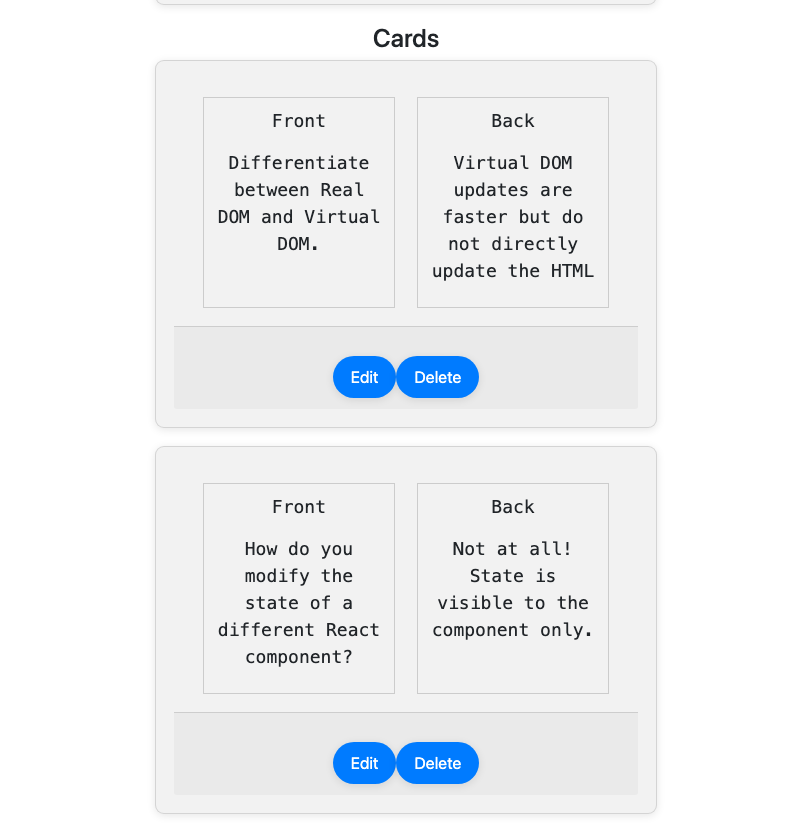 Cards
Front
Differentiate
between Real
DOM and Virtual
DOM.
Back
Virtual DOM
updates are
faster but do
not directly
update the HTML
Edit
Delete
Front
How do you
modify the
state of a
different React
component?
Back
Not at all!
State is
visible to the
component only.
Edit
Delete